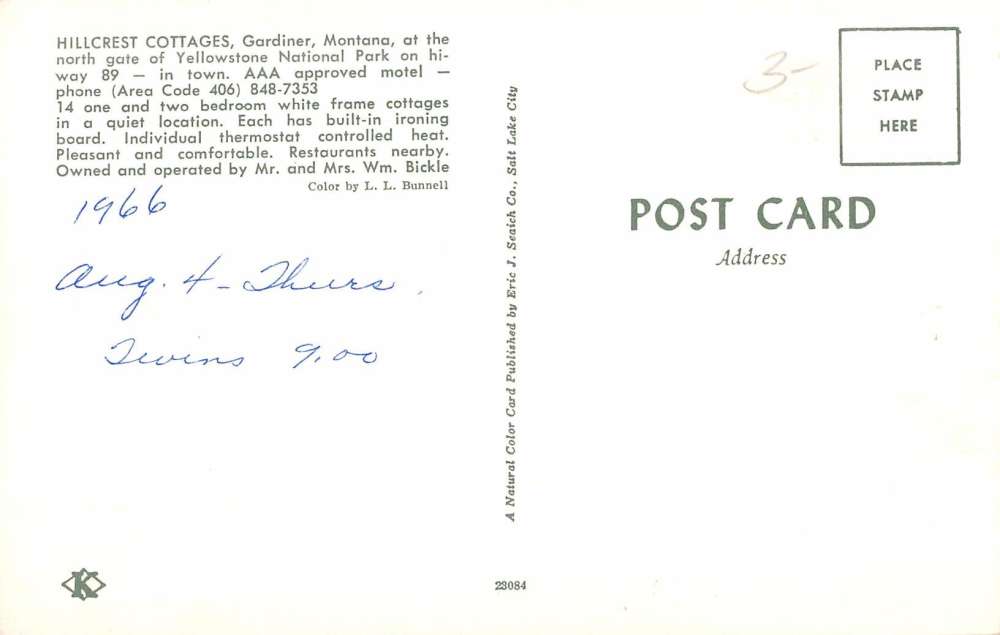 HILLCREST COTTAGES, Gardiner, Montana, at the
north gate of Yellowstone National Park on hi-
way 89 — in town. AAA approved motel —
phone (Area Code 406) 848-7353
14 one and two bedroom white frame cottages
in a quiet location. Each has built-in ironing
board. Individual thermostat controlled heat.
Pleasant and comfortable. Restaurants nearby.
Owned and operated by Mr. and Mrs. Wm. Bickle
Color by L. L. Bunnell
1966
Aug. 4 - Thurs.
Twins 9.00
K
A Natural Color Card Published by Eric J. Seaich Co., Salt Lake City
23084
3-
PLACE
STAMP
HERE
POST CARD
Address